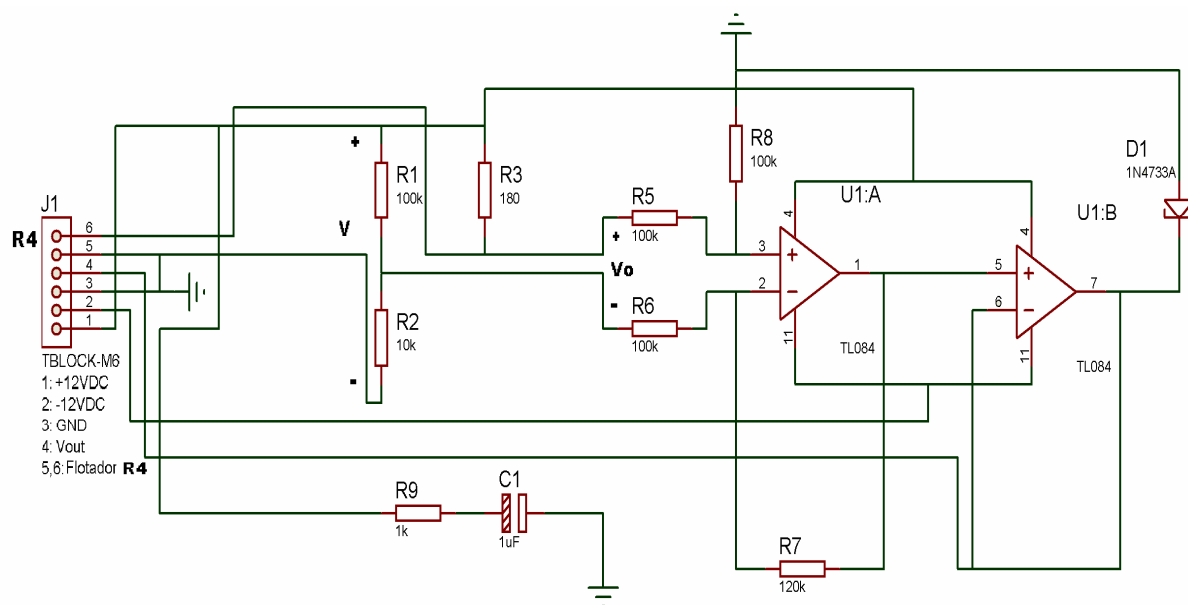 J1
R4
6
5
4
3
2
1
TBLOCK-M6
1: +12VDC
2: -12VDC
3: GND
4: Vout
5,6: Flotador R4
+
V
-
R1
100k
R2
10k
R3
180
R5
100k
+
Vo
-
R6
100k
R8
100k
U1:A
4
3
+
2
-
1
11
TL084
U1:B
4
5
+
6
-
7
11
TL084
D1
1N4733A
R9
1k
C1
1uF
R7
120k